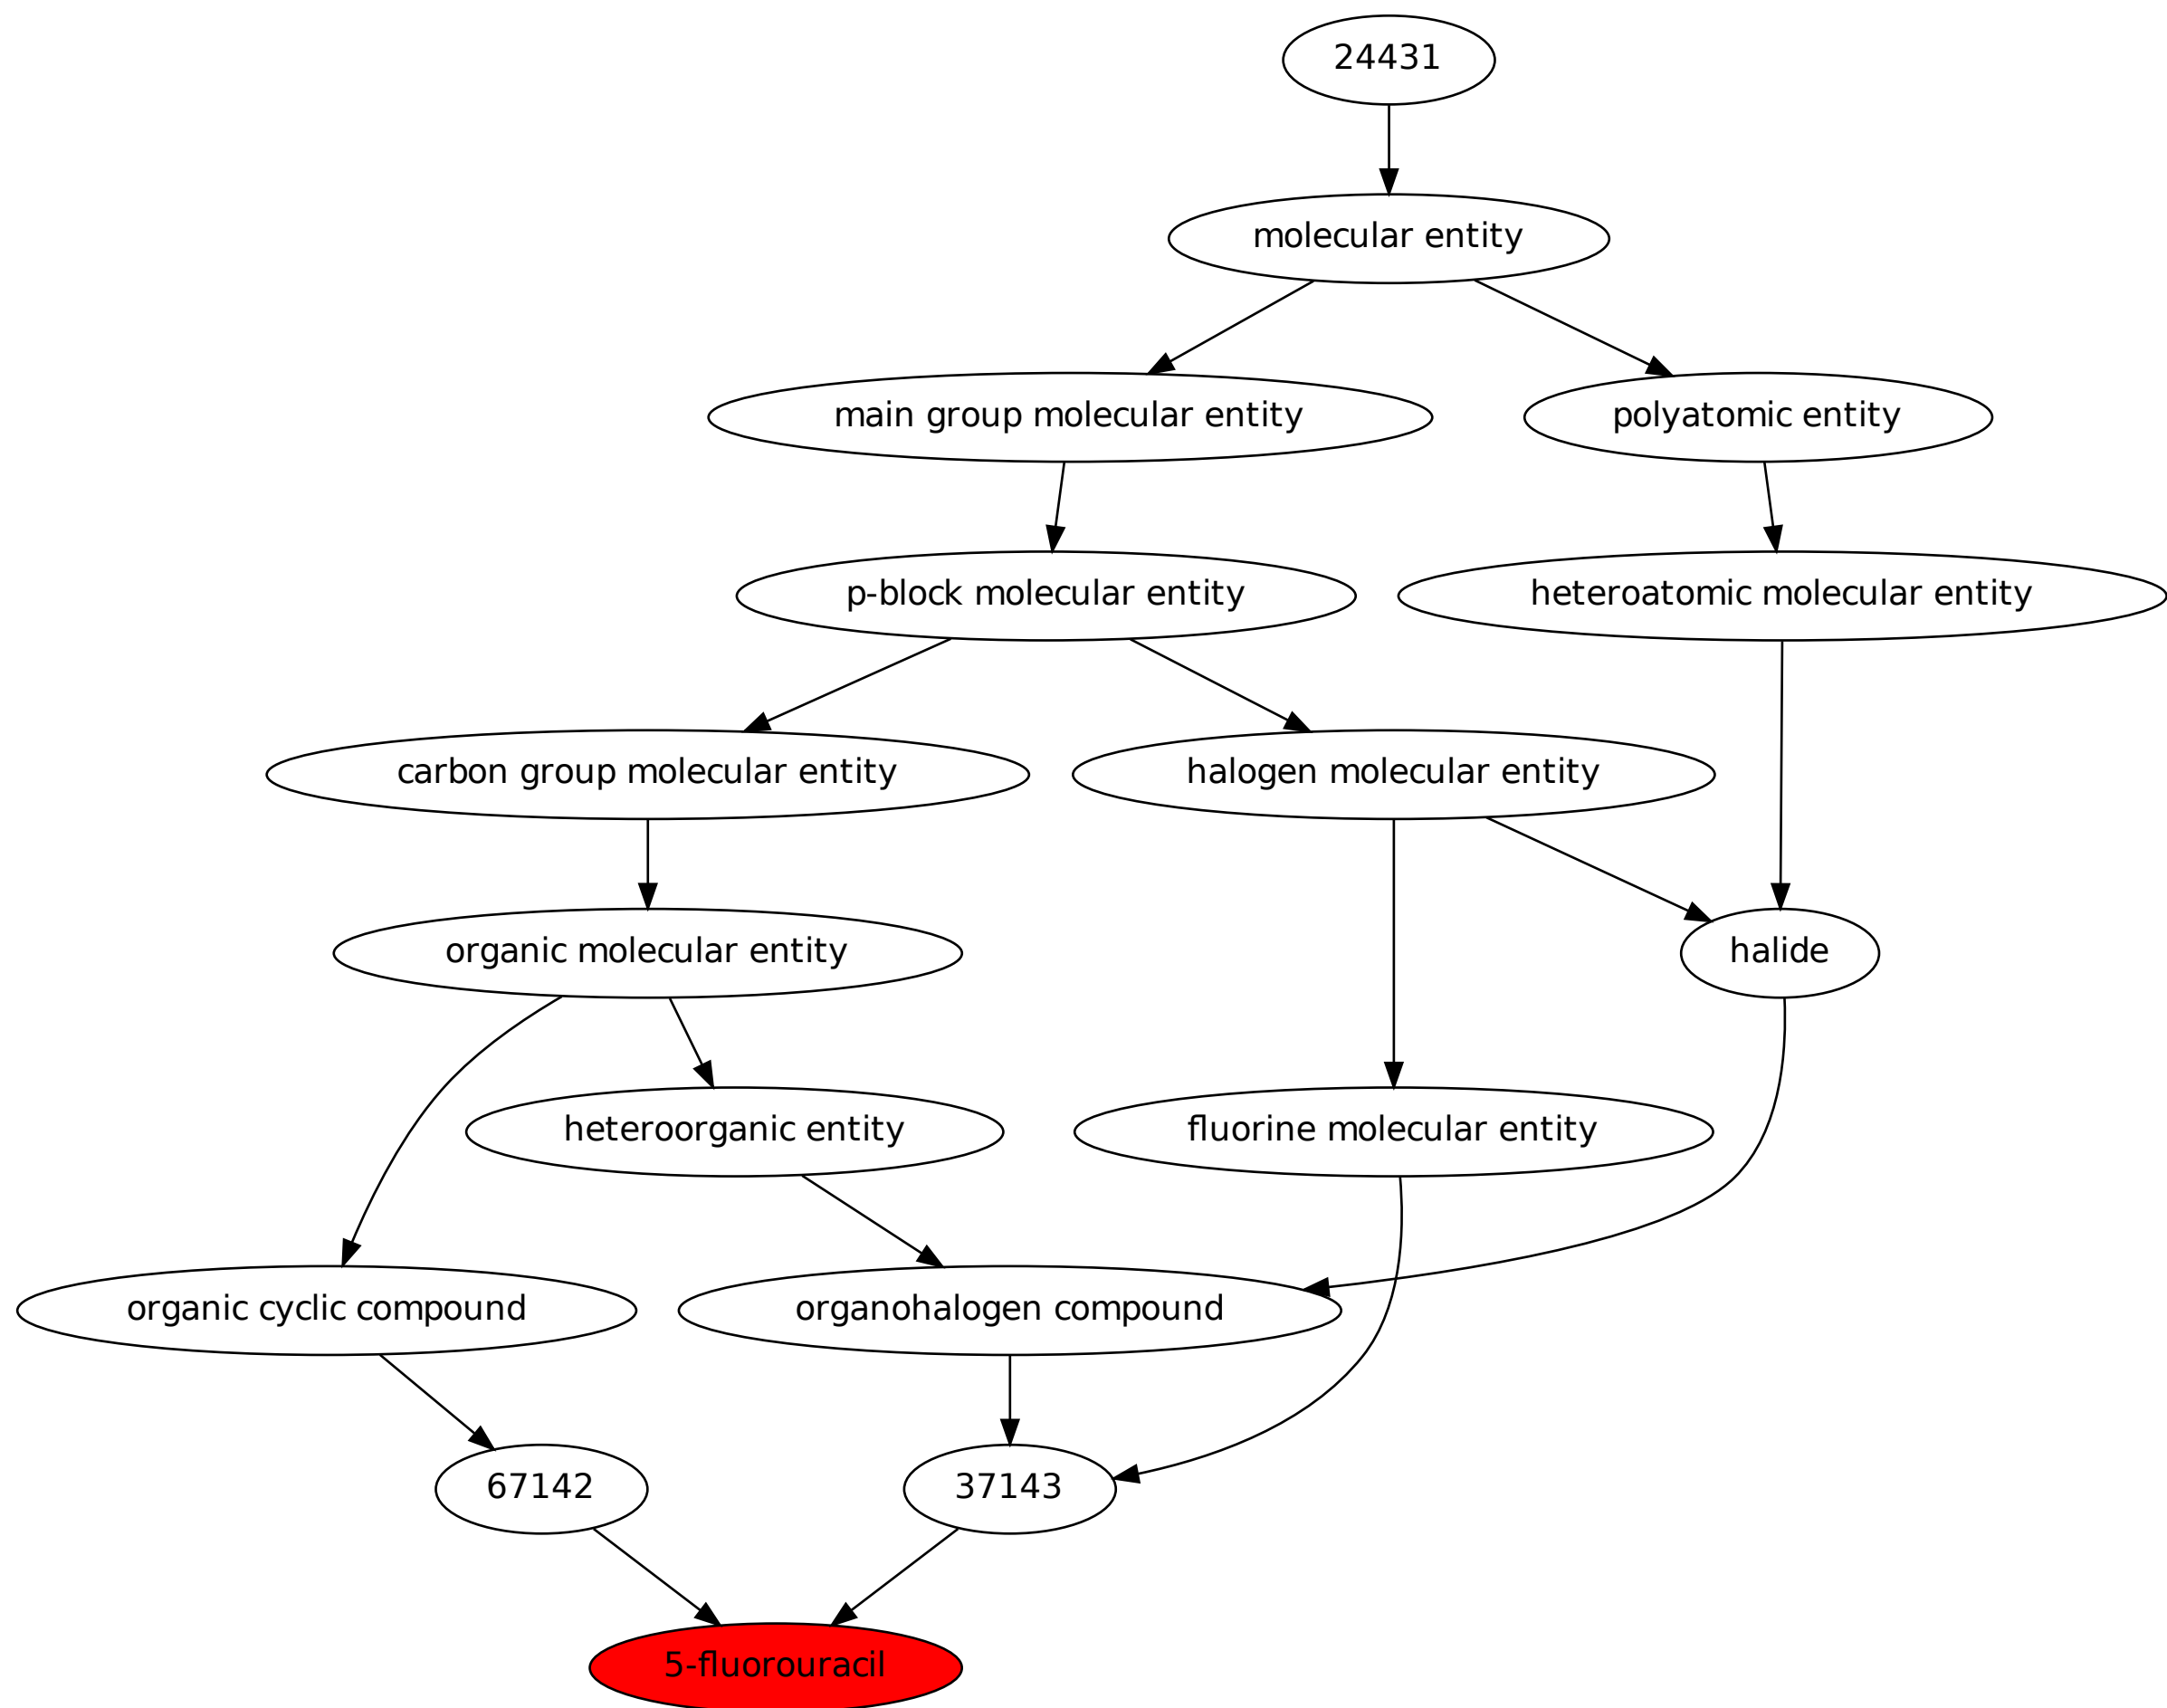 24431
molecular entity
main group molecular entity
polyatomic entity
p-block molecular entity
heteroatomic molecular entity
carbon group molecular entity
halogen molecular entity
organic molecular entity
halide
heteroorganic entity
fluorine molecular entity
organic cyclic compound
organohalogen compound
67142
37143
5-fluorouracil